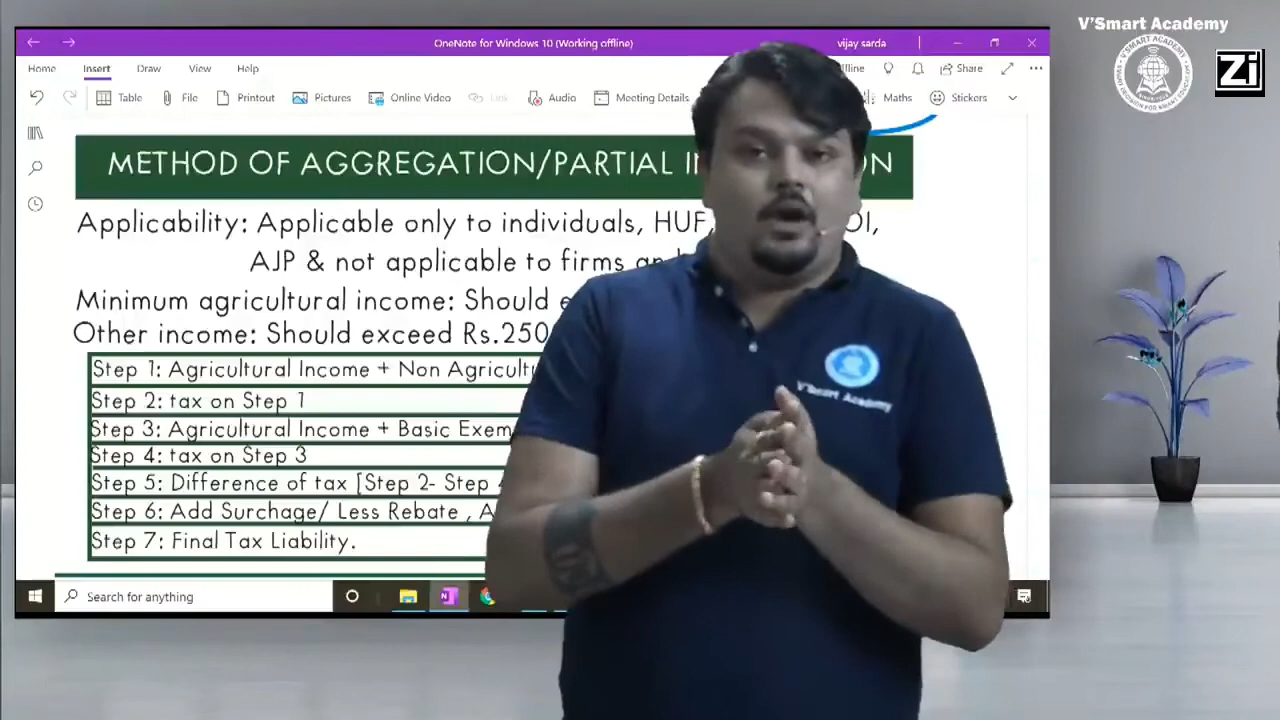 V'Smart Academy
OneNote for Windows 10 (Working offline)
vijay sarda
Home Insert Draw View Help
Share
Table File Printout Pictures Online Video Link Audio Meeting Details Maths Stickers
METHOD OF AGGREGATION/PARTIAL
Applicability: Applicable only to individuals, HUF,
AJP & not applicable to firms
Minimum agricultural income: Should
Other income: Should exceed Rs.250
Step 1: Agricultural Income + Non
Step 2: tax on Step 1
Step 3: Agricultural Income + Basic
Step 4: tax on Step 3
Step 5: Difference of tax [Step 2- Step
Step 6: Add Surchage/ Less Rebate ,
Step 7: Final Tax Liability.
Search for anything
V'Smart Academy
Zi